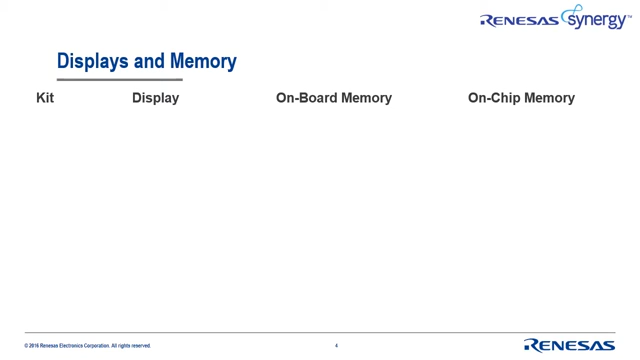 RENESAS synergy™
Displays and Memory
Kit Display On-Board Memory On-Chip Memory
© 2016 Renesas Electronics Corporation. All rights reserved. 4 RENESAS